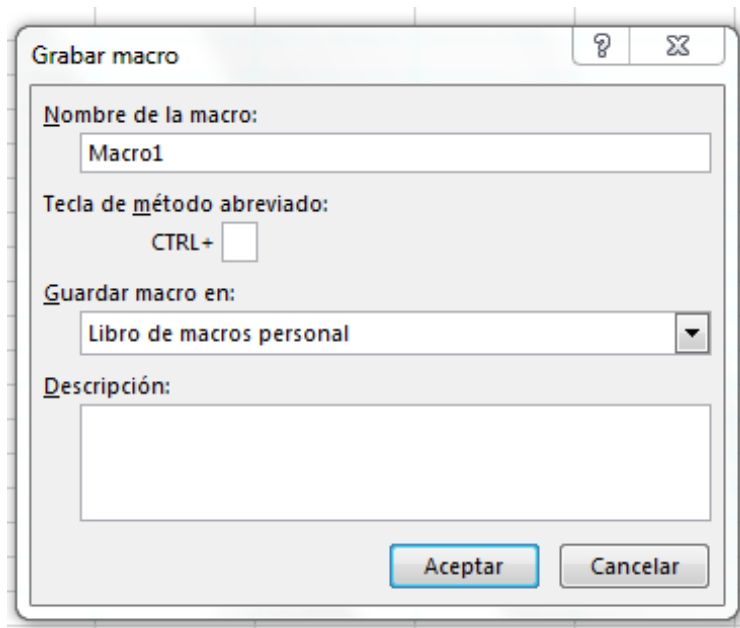 Grabar macro
Nombre de la macro:
Macro1
Tecla de método abreviado:
CTRL+
Guardar macro en:
Libro de macros personal
Descripción:
Aceptar Cancelar